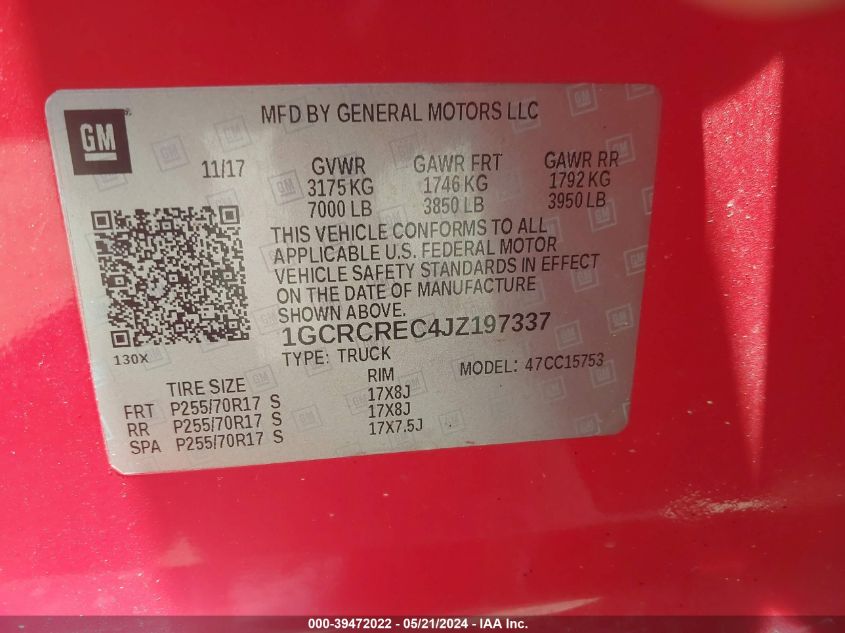 MFD BY GENERAL MOTORS LLC
GM
11/17 GVWR GAWR FRT GAWR RR
3175 KG 1746 KG 1792 KG
7000 LB 3850 LB 3950 LB
THIS VEHICLE CONFORMS TO ALL
APPLICABLE U.S. FEDERAL MOTOR
VEHICLE SAFETY STANDARDS IN EFFECT
ON THE DATE OF MANUFACTURE
SHOWN ABOVE.
1GCRCREC4JZ197337
130X
TYPE: TRUCK MODEL: 47CC15753
TIRE SIZE RIM
FRT P255/70R17 S 17X8J
RR P255/70R17 S 17X8J
SPA P255/70R17 S 17X7.5J
000-39472022 - 05/21/2024 - IAA Inc.